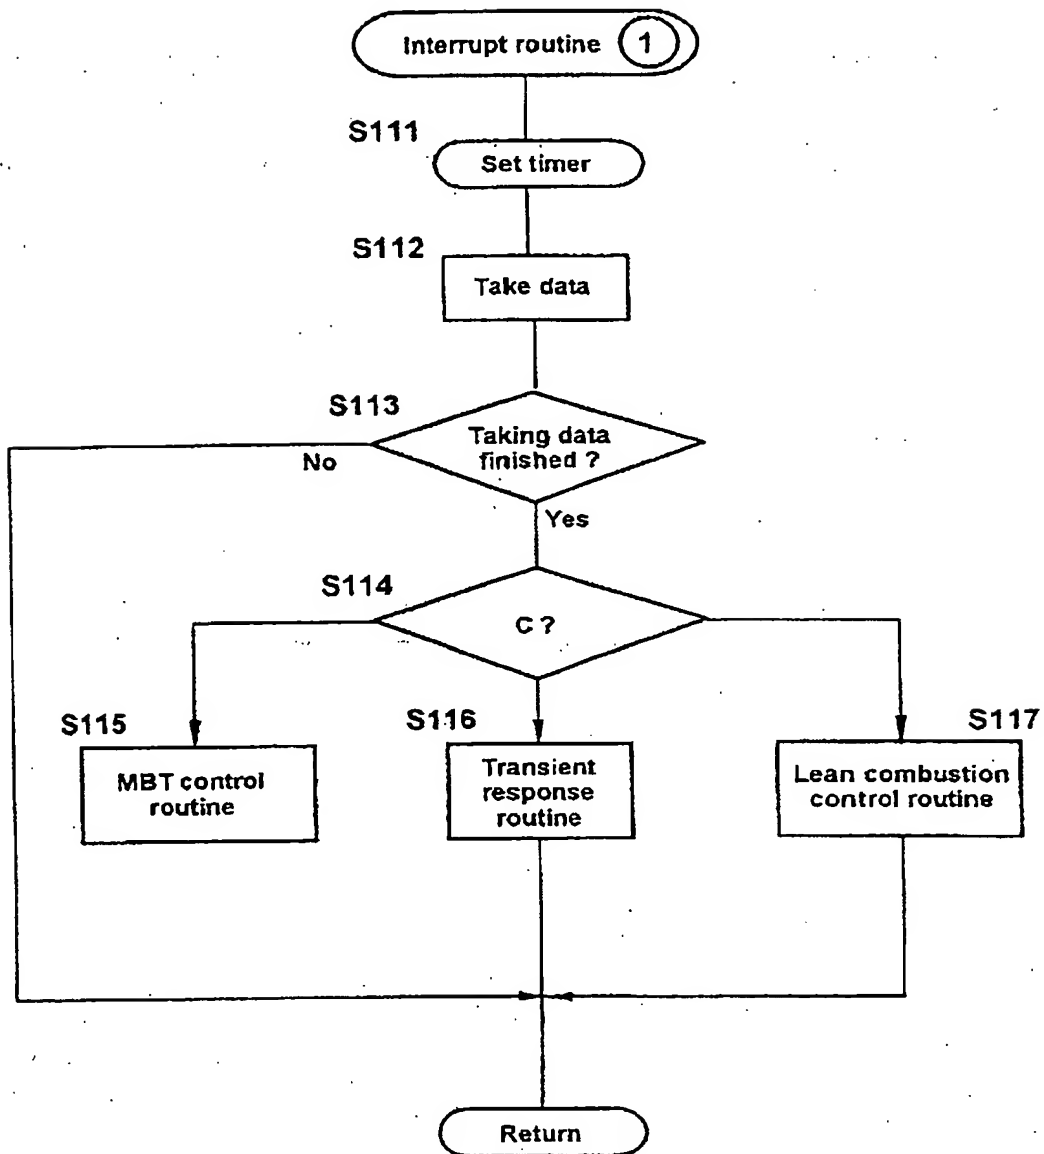 Interrupt routine 1
S111
Set timer
S112
Take data
S113
Taking data
finished ?
No
Yes
S114
C ?
S115
MBT control
routine
S116
Transient
response
routine
S117
Lean combustion
control routine
Return